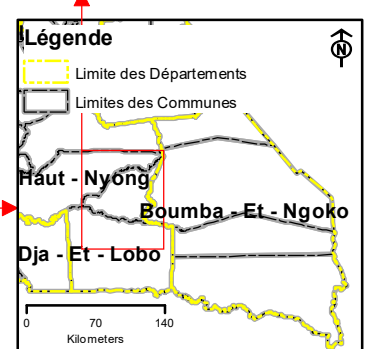 Légende
N
Limite des Départements
Limites des Communes
Haut - Nyong
Boumba - Et - Ngoko
Dja - Et - Lobo
0 70 140
Kilometers